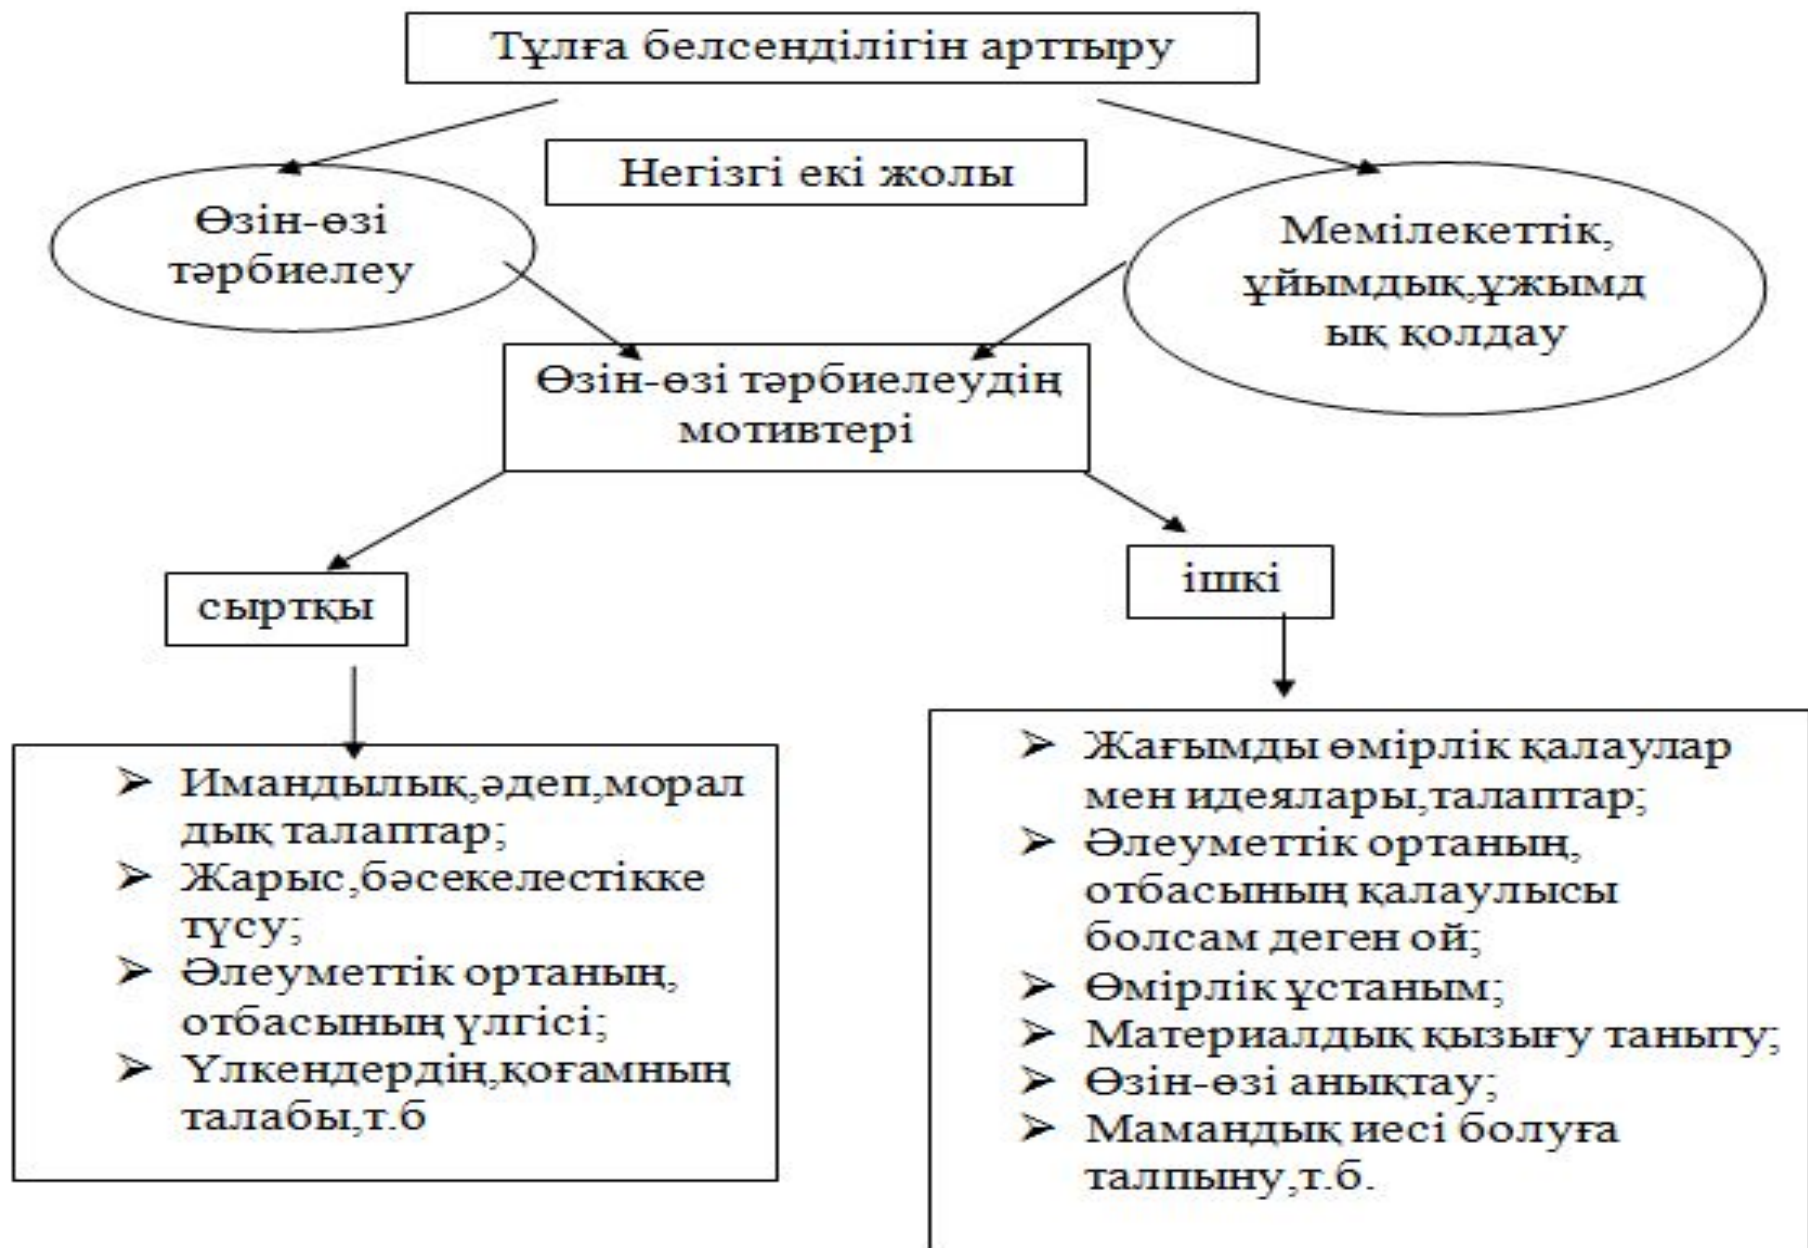 Тұлға белсенділігін арттыру
Негізгі екі жолы
Өзін-өзі
тәрбиелеу
Мемілекеттік,
ұйымдық,ұжымд
ық қолдау
Өзін-өзі тәрбиелеудің
мотивтері
сыртқы
ішкі
➢ Имандылық,әдеп,морал
дық талаптар;
➢ Жарыс,бәсекелестікке
түсу;
➢ Әлеуметтік ортаның,
отбасының үлгісі;
➢ Үлкендердің,қоғамның
талабы,т.б
➢ Жағымды өмірлік қалаулар
мен идеялары,талаптар;
➢ Әлеуметтік ортаның,
отбасының қалаулысы
болсам деген ой;
➢ Өмірлік ұстаным;
➢ Материалдық қызығу таныту;
➢ Өзін-өзі анықтау;
➢ Мамандық иесі болуға
талпыну,т.б.